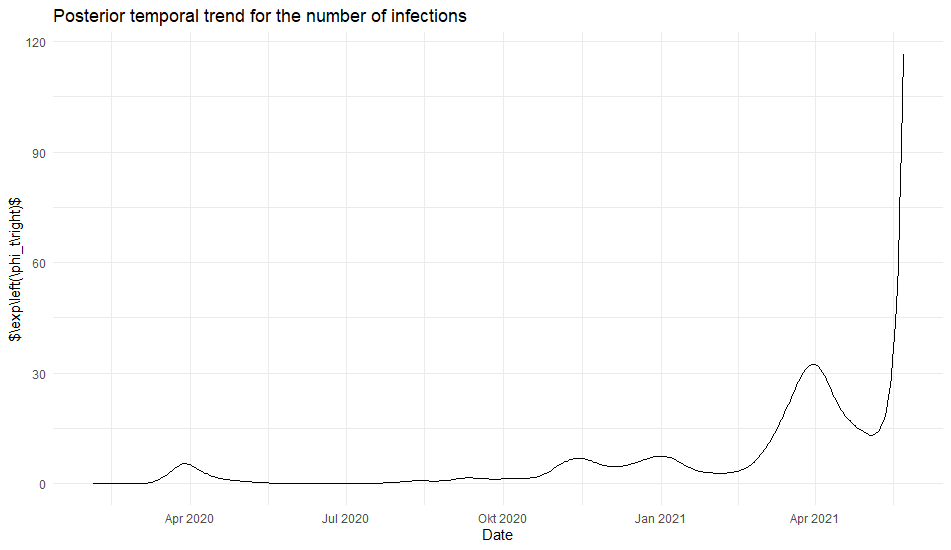 Posterior temporal trend for the number of infections
120
90
60
30
0
$\exp\left(\phi_t\right)$
Apr 2020 Jul 2020 Okt 2020 Jan 2021 Apr 2021
Date